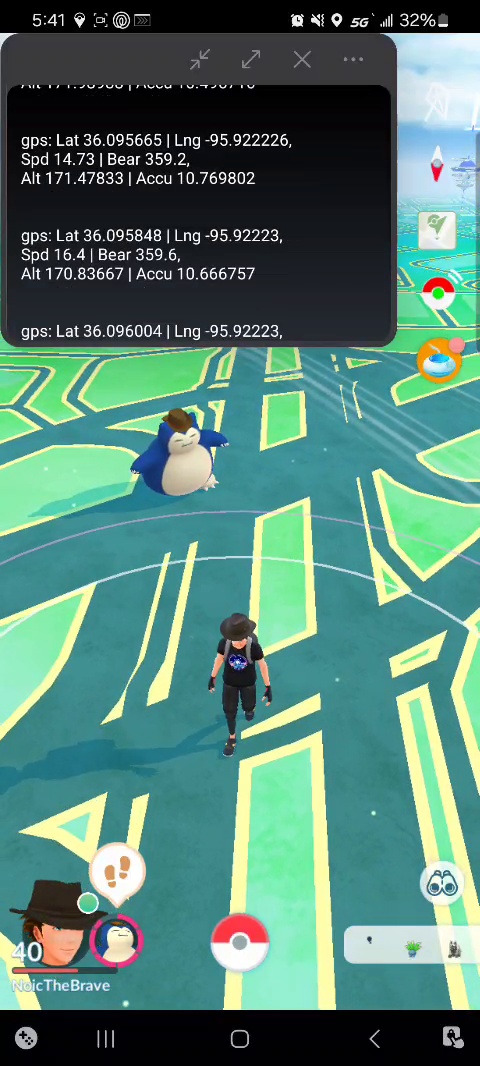 5:41
5G
32%
gps: Lat 36.095665 | Lng -95.922226,
Spd 14.73 | Bear 359.2,
Alt 171.47833 | Accu 10.769802
gps: Lat 36.095848 | Lng -95.92223,
Spd 16.4 | Bear 359.6,
Alt 170.83667 | Accu 10.666757
gps: Lat 36.096004 | Lng -95.92223,
40
NoicTheBrave